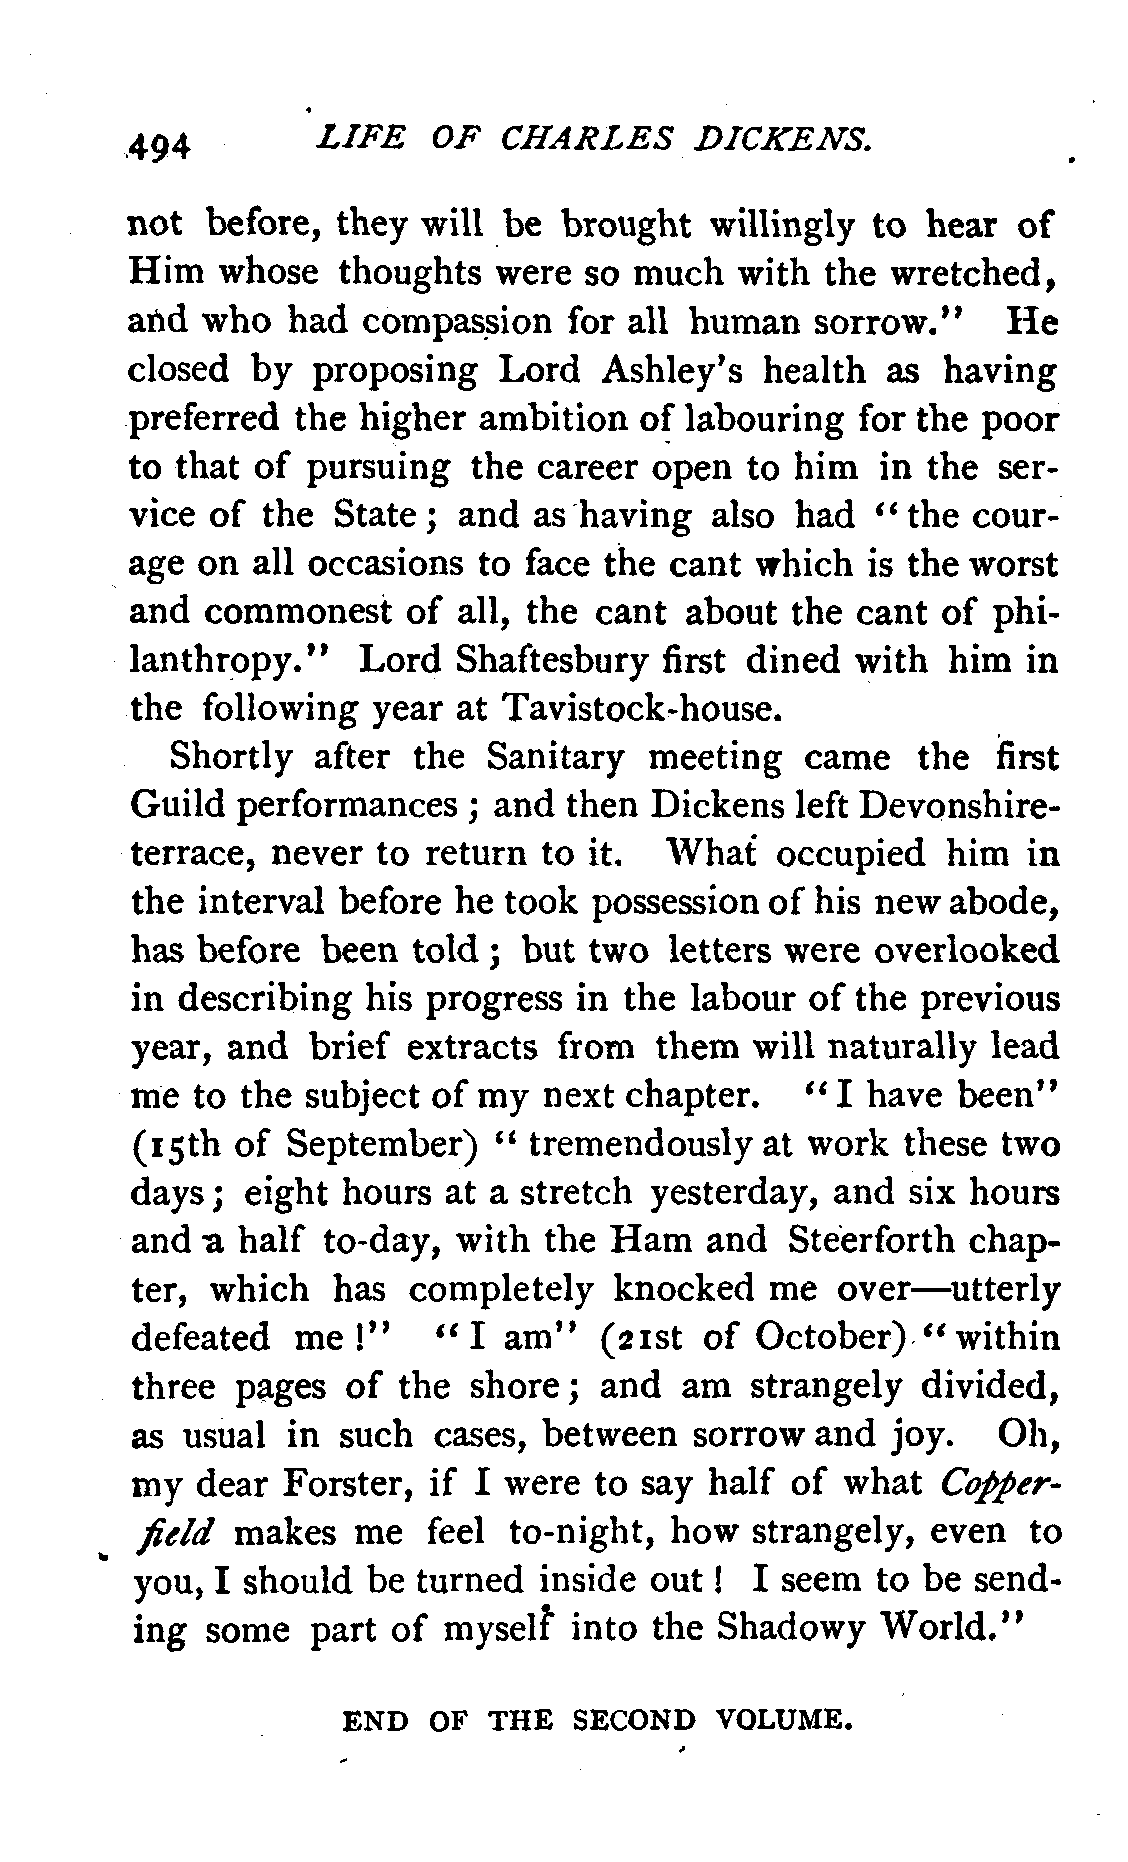 494 LIFE OF CHARLES DICKENS.
not before, they will be brought willingly to hear of
Him whose thoughts were so much with the wretched,
and who had compassion for all human sorrow." He
closed by proposing Lord Ashley's health as having
preferred the higher ambition of labouring for the poor
to that of pursuing the career open to him in the ser-
vice of the State; and as having also had "the cour-
age on all occasions to face the cant which is the worst
and commonest of all, the cant about the cant of phi-
lanthropy." Lord Shaftesbury first dined with him in
the following year at Tavistock-house.
Shortly after the Sanitary meeting came the first
Guild performances; and then Dickens left Devonshire-
terrace, never to return to it. What occupied him in
the interval before he took possession of his new abode,
has before been told; but two letters were overlooked
in describing his progress in the labour of the previous
year, and brief extracts from them will naturally lead
me to the subject of my next chapter. "I have been"
(15th of September) "tremendously at work these two
days; eight hours at a stretch yesterday, and six hours
and a half to-day, with the Ham and Steerforth chap-
ter, which has completely knocked me over—utterly
defeated me!" "I am" (21st of October) "within
three pages of the shore; and am strangely divided,
as usual in such cases, between sorrow and joy. Oh,
my dear Forster, if I were to say half of what Copper-
field makes me feel to-night, how strangely, even to
you, I should be turned inside out! I seem to be send-
ing some part of myself into the Shadowy World."
END OF THE SECOND VOLUME.